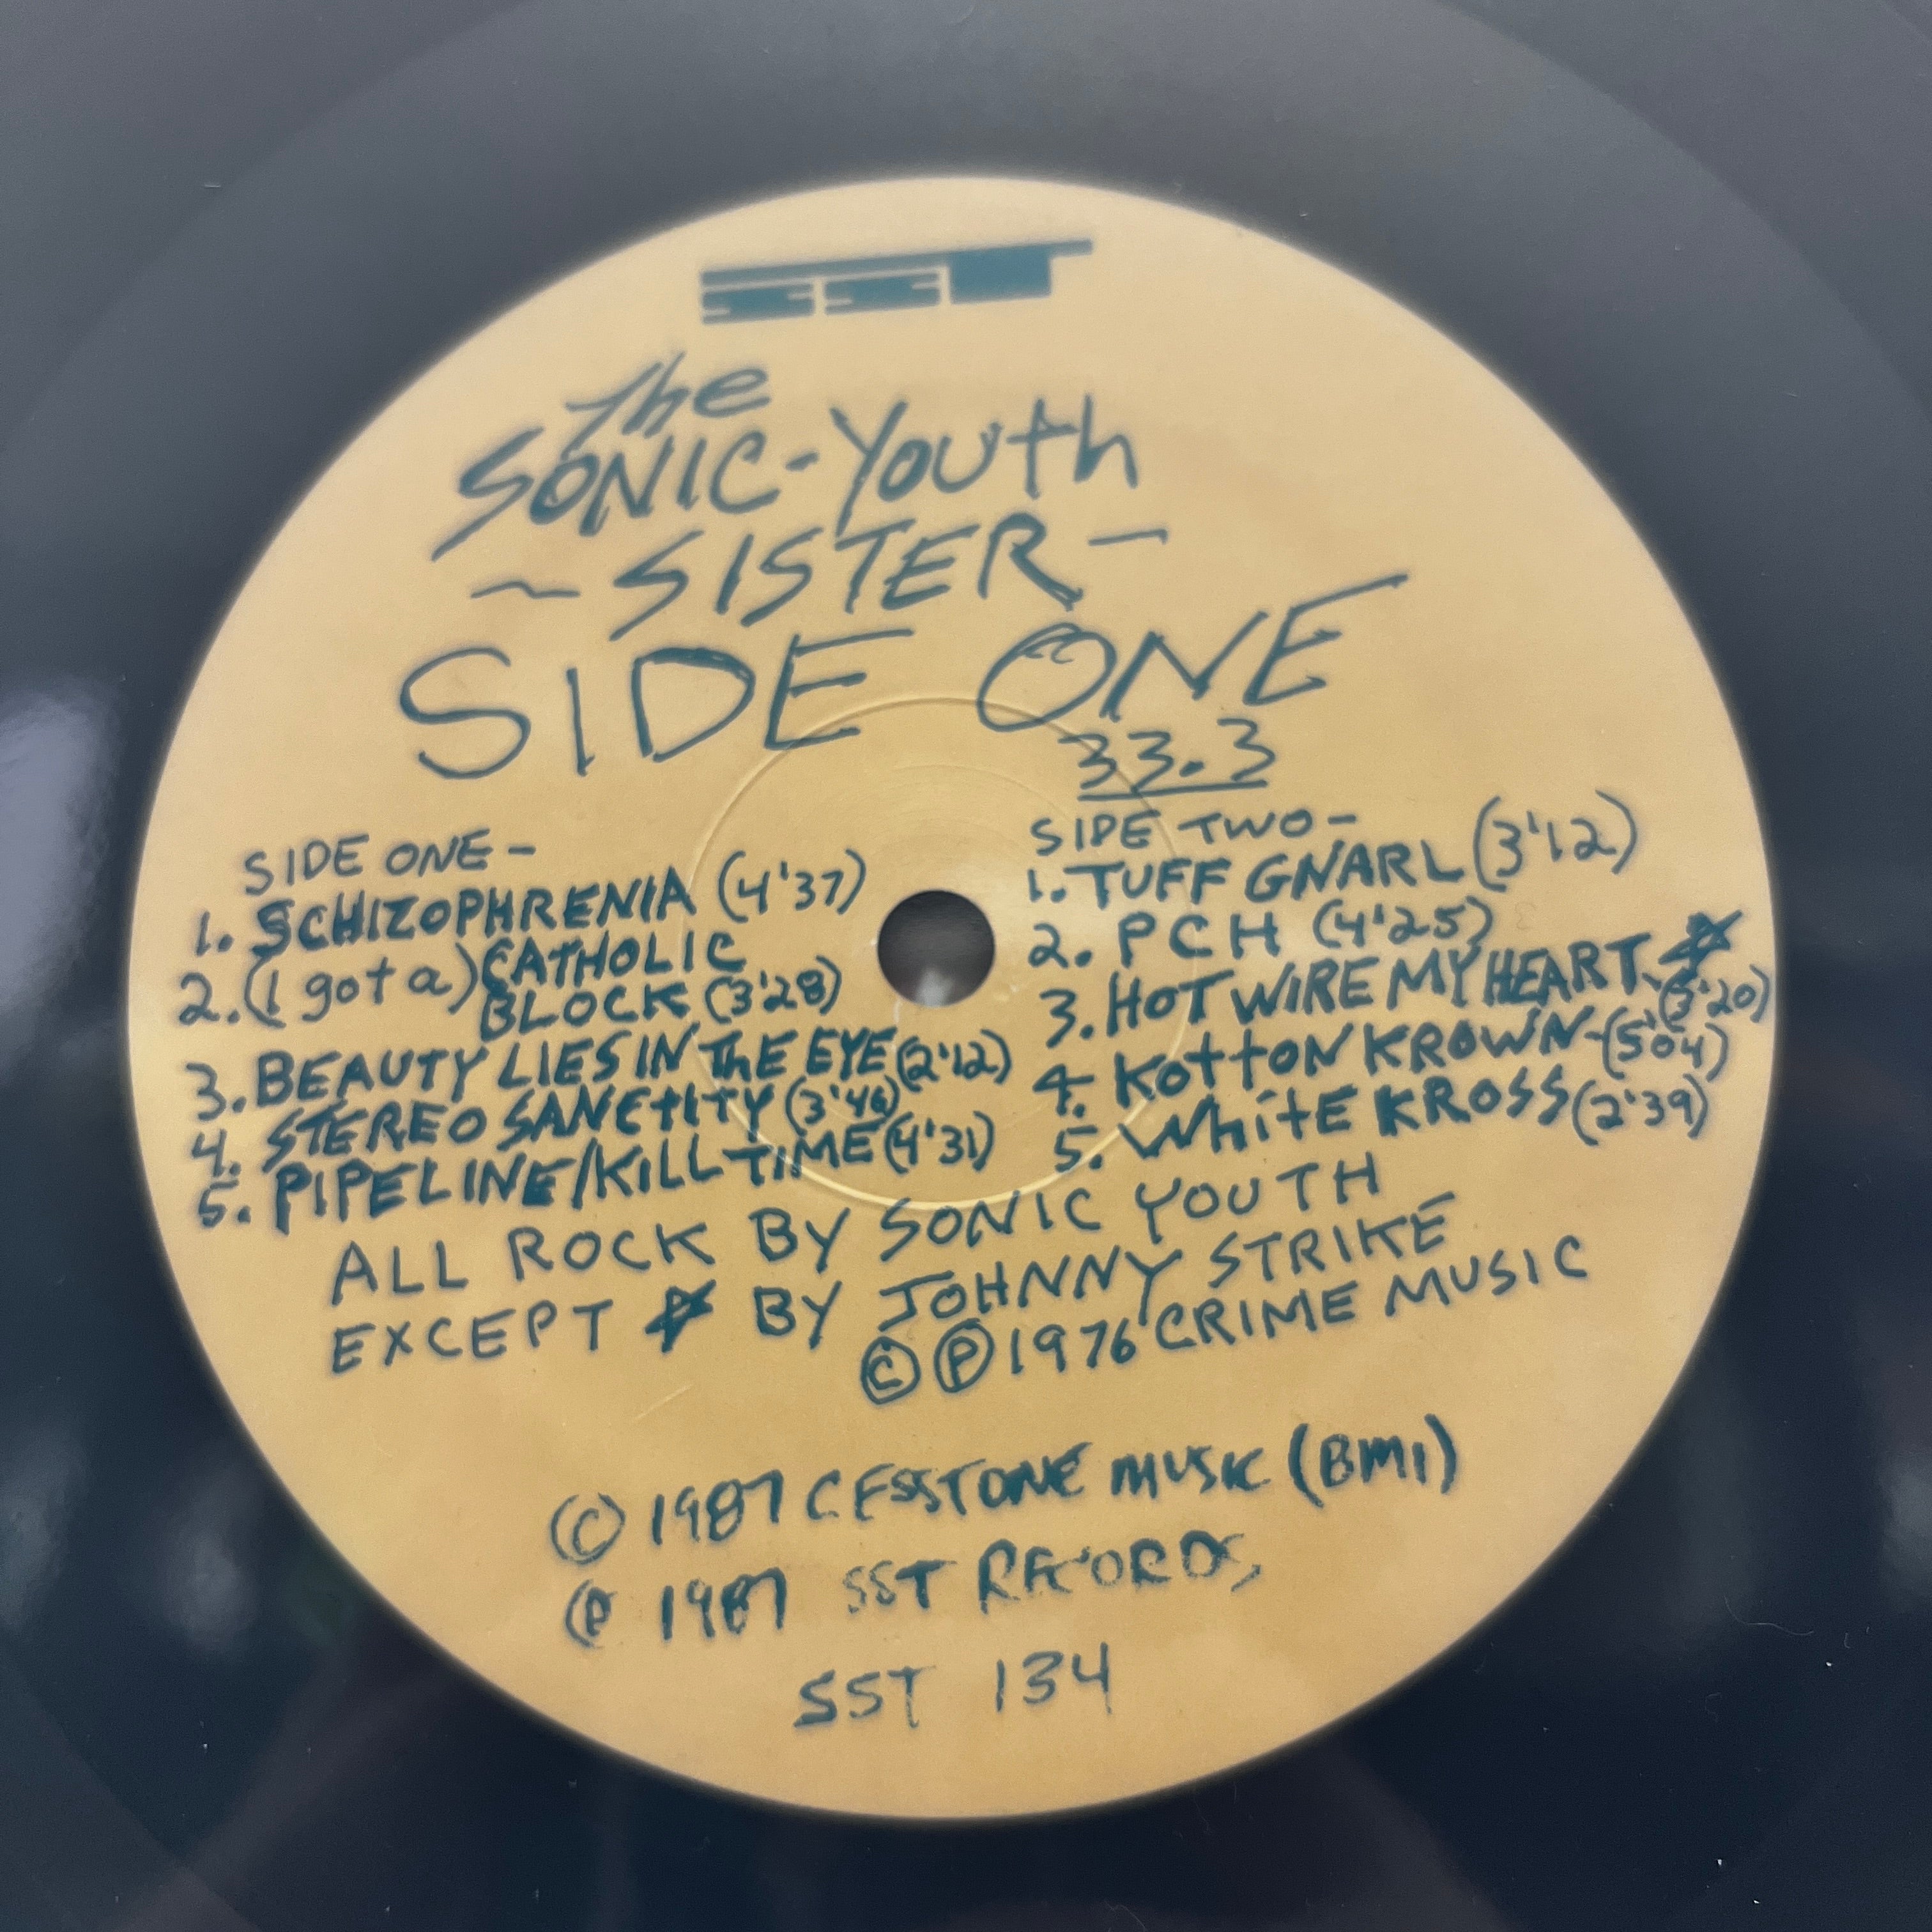 SST
The
SONIC-Youth
~SISTER-
SIDE ONE
33.3
SIDE ONE-
1. SCHIZOPHRENIA (4'37)
2. (I got a) CATHOLIC
BLOCK (3'28)
3. BEAUTY LIES IN ThE EYE (2'12)
4. STEREO SANCtITY (3'46)
5. PIPELINE/KILL TIME (4'31)
SIDE TWO-
1. TUFF GNARL (3'12)
2. PCH (4'25)
3. HOT WIRE MY HEART ☆ (3'20)
4. KOttON KROWN- (5'04)
5. WhitE KROSS (2'39)
ALL ROCK BY SONIC YOUTH
EXCEPT ☆ BY JOHNNY STRIKE
© ℗ 1976 CRIME MUSIC
© 1987 CESSTONE MUSIC (BMI)
℗ 1987 SST RECORDS,
SST 134